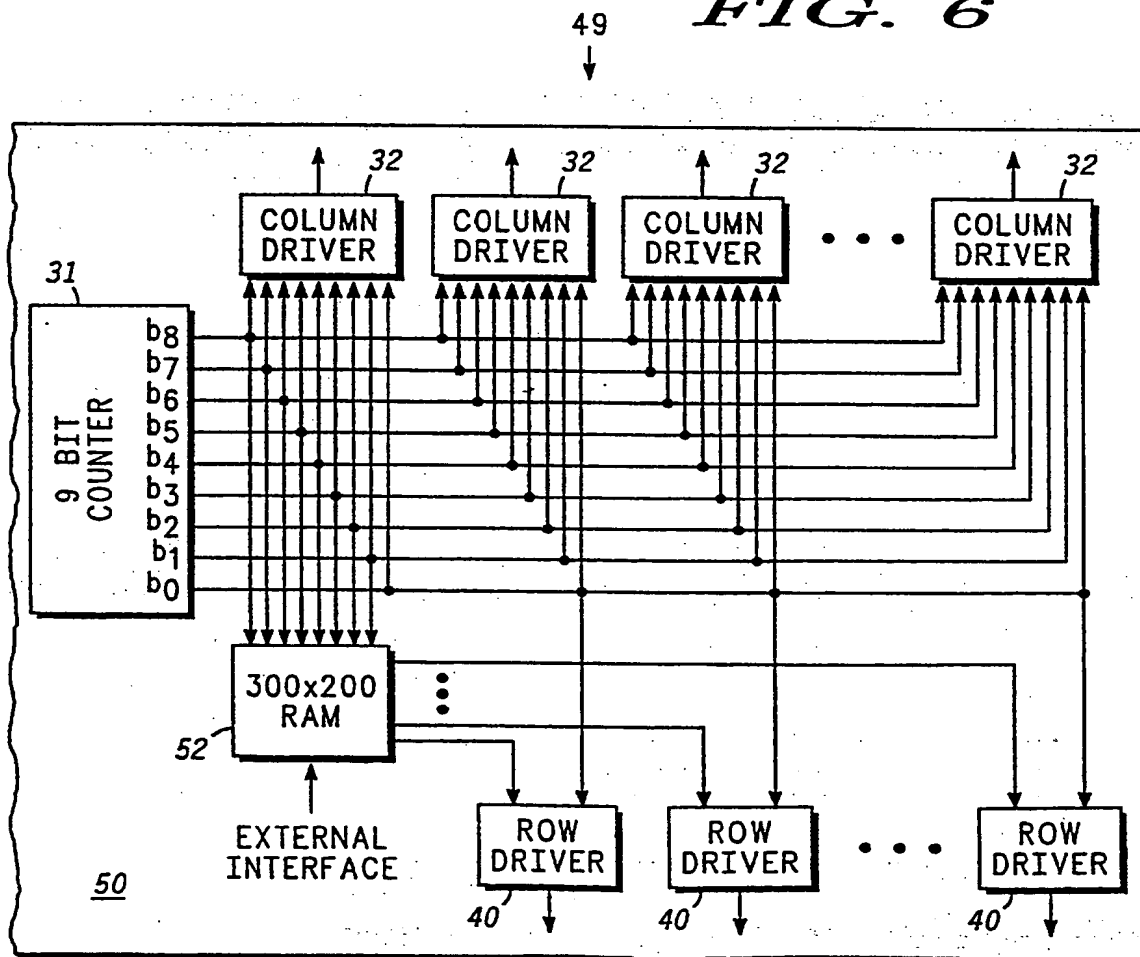 FIG. 6
49
32
32
32
32
COLUMN DRIVER
COLUMN DRIVER
COLUMN DRIVER
COLUMN DRIVER
31
9 BIT COUNTER
b8
b7
b6
b5
b4
b3
b2
b1
b0
300x200
RAM
52
EXTERNAL
INTERFACE
ROW DRIVER
ROW DRIVER
ROW DRIVER
40
40
40
50